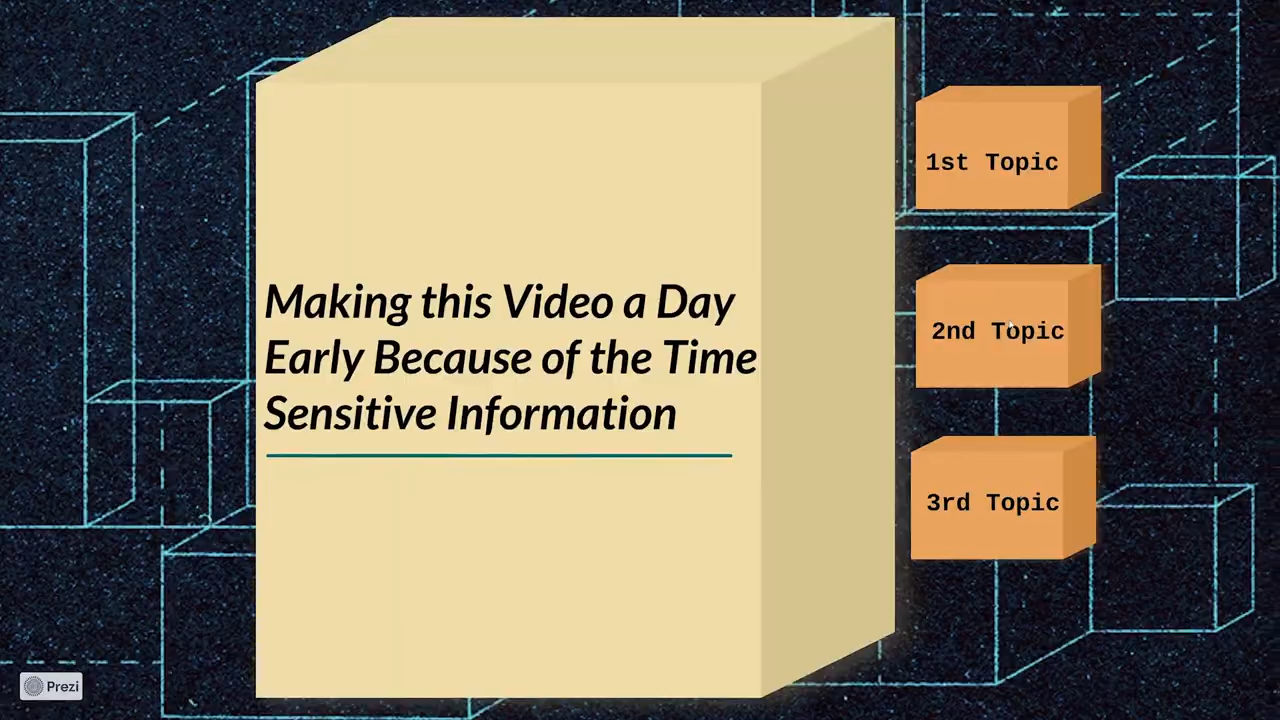 Making this Video a Day
Early Because of the Time
Sensitive Information
1st Topic
2nd Topic
3rd Topic
Prezi